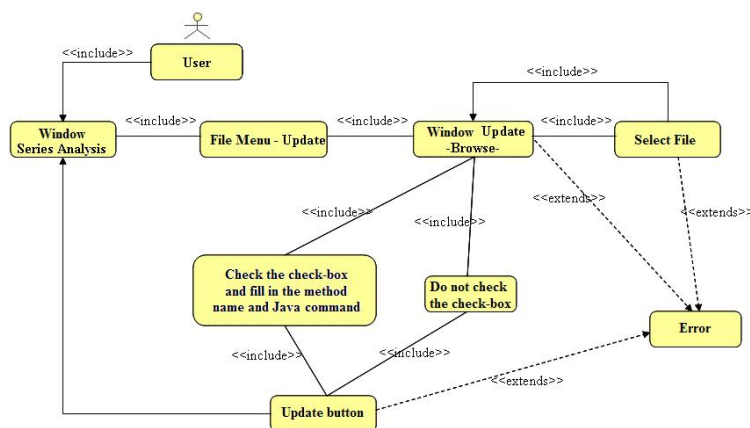 <<include>>
User
<<include>>
Window
Series Analysis
<<include>>
File Menu - Update
<<include>>
Window Update
-Browse-
<<include>>
Select File
<<extends>>
<<extends>>
<<include>>
<<include>>
Check the check-box
and fill in the method
name and Java command
Do not check
the check-box
Error
<<include>>
<<include>>
<<extends>>
Update button